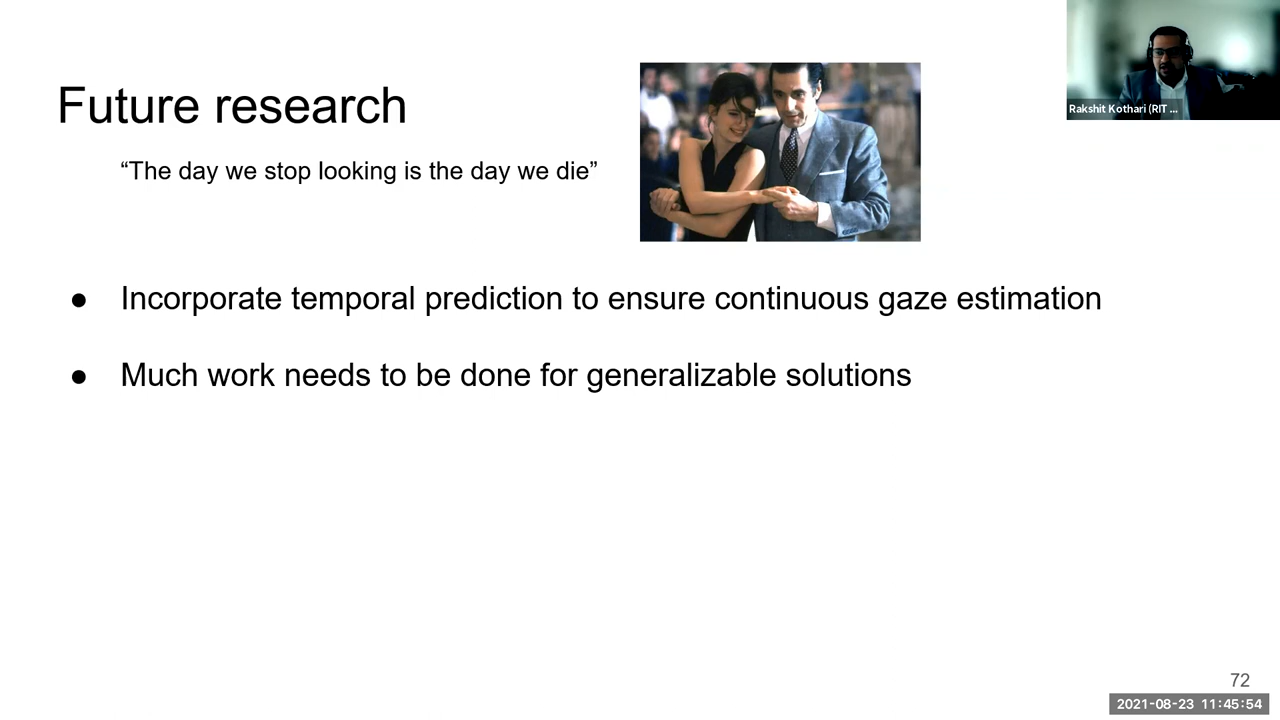 Rakshit Kothari (RIT ...
Future research
“The day we stop looking is the day we die”
● Incorporate temporal prediction to ensure continuous gaze estimation
● Much work needs to be done for generalizable solutions
72
2021-08-23 11:45:54